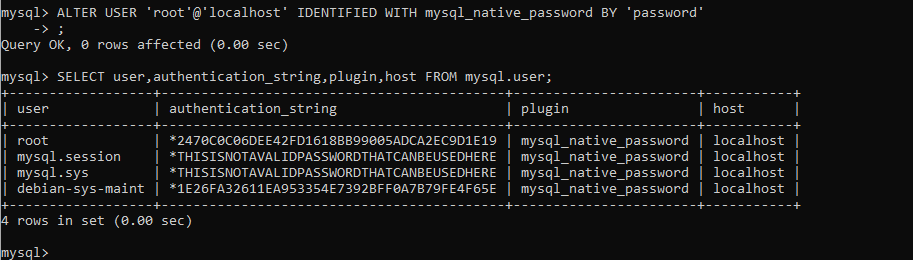 mysql> ALTER USER 'root'@'localhost' IDENTIFIED WITH mysql_native_password BY 'password'
    -> ;
Query OK, 0 rows affected (0.00 sec)
mysql> SELECT user,authentication_string,plugin,host FROM mysql.user;
+------------------+-------------------------------------------+-----------------------+-----------+
| user             | authentication_string                     | plugin                | host      |
+------------------+-------------------------------------------+-----------------------+-----------+
| root             | *2470C0C06DEE42FD1618BB99005ADCA2EC9D1E19 | mysql_native_password | localhost |
| mysql.session    | *THISISNOTAVALIDPASSWORDTHATCANBEUSEDHERE | mysql_native_password | localhost |
| mysql.sys        | *THISISNOTAVALIDPASSWORDTHATCANBEUSEDHERE | mysql_native_password | localhost |
| debian-sys-maint | *1E26FA32611EA953354E7392BFF0A7B79FE4F65E | mysql_native_password | localhost |
+------------------+-------------------------------------------+-----------------------+-----------+
4 rows in set (0.00 sec)
mysql>